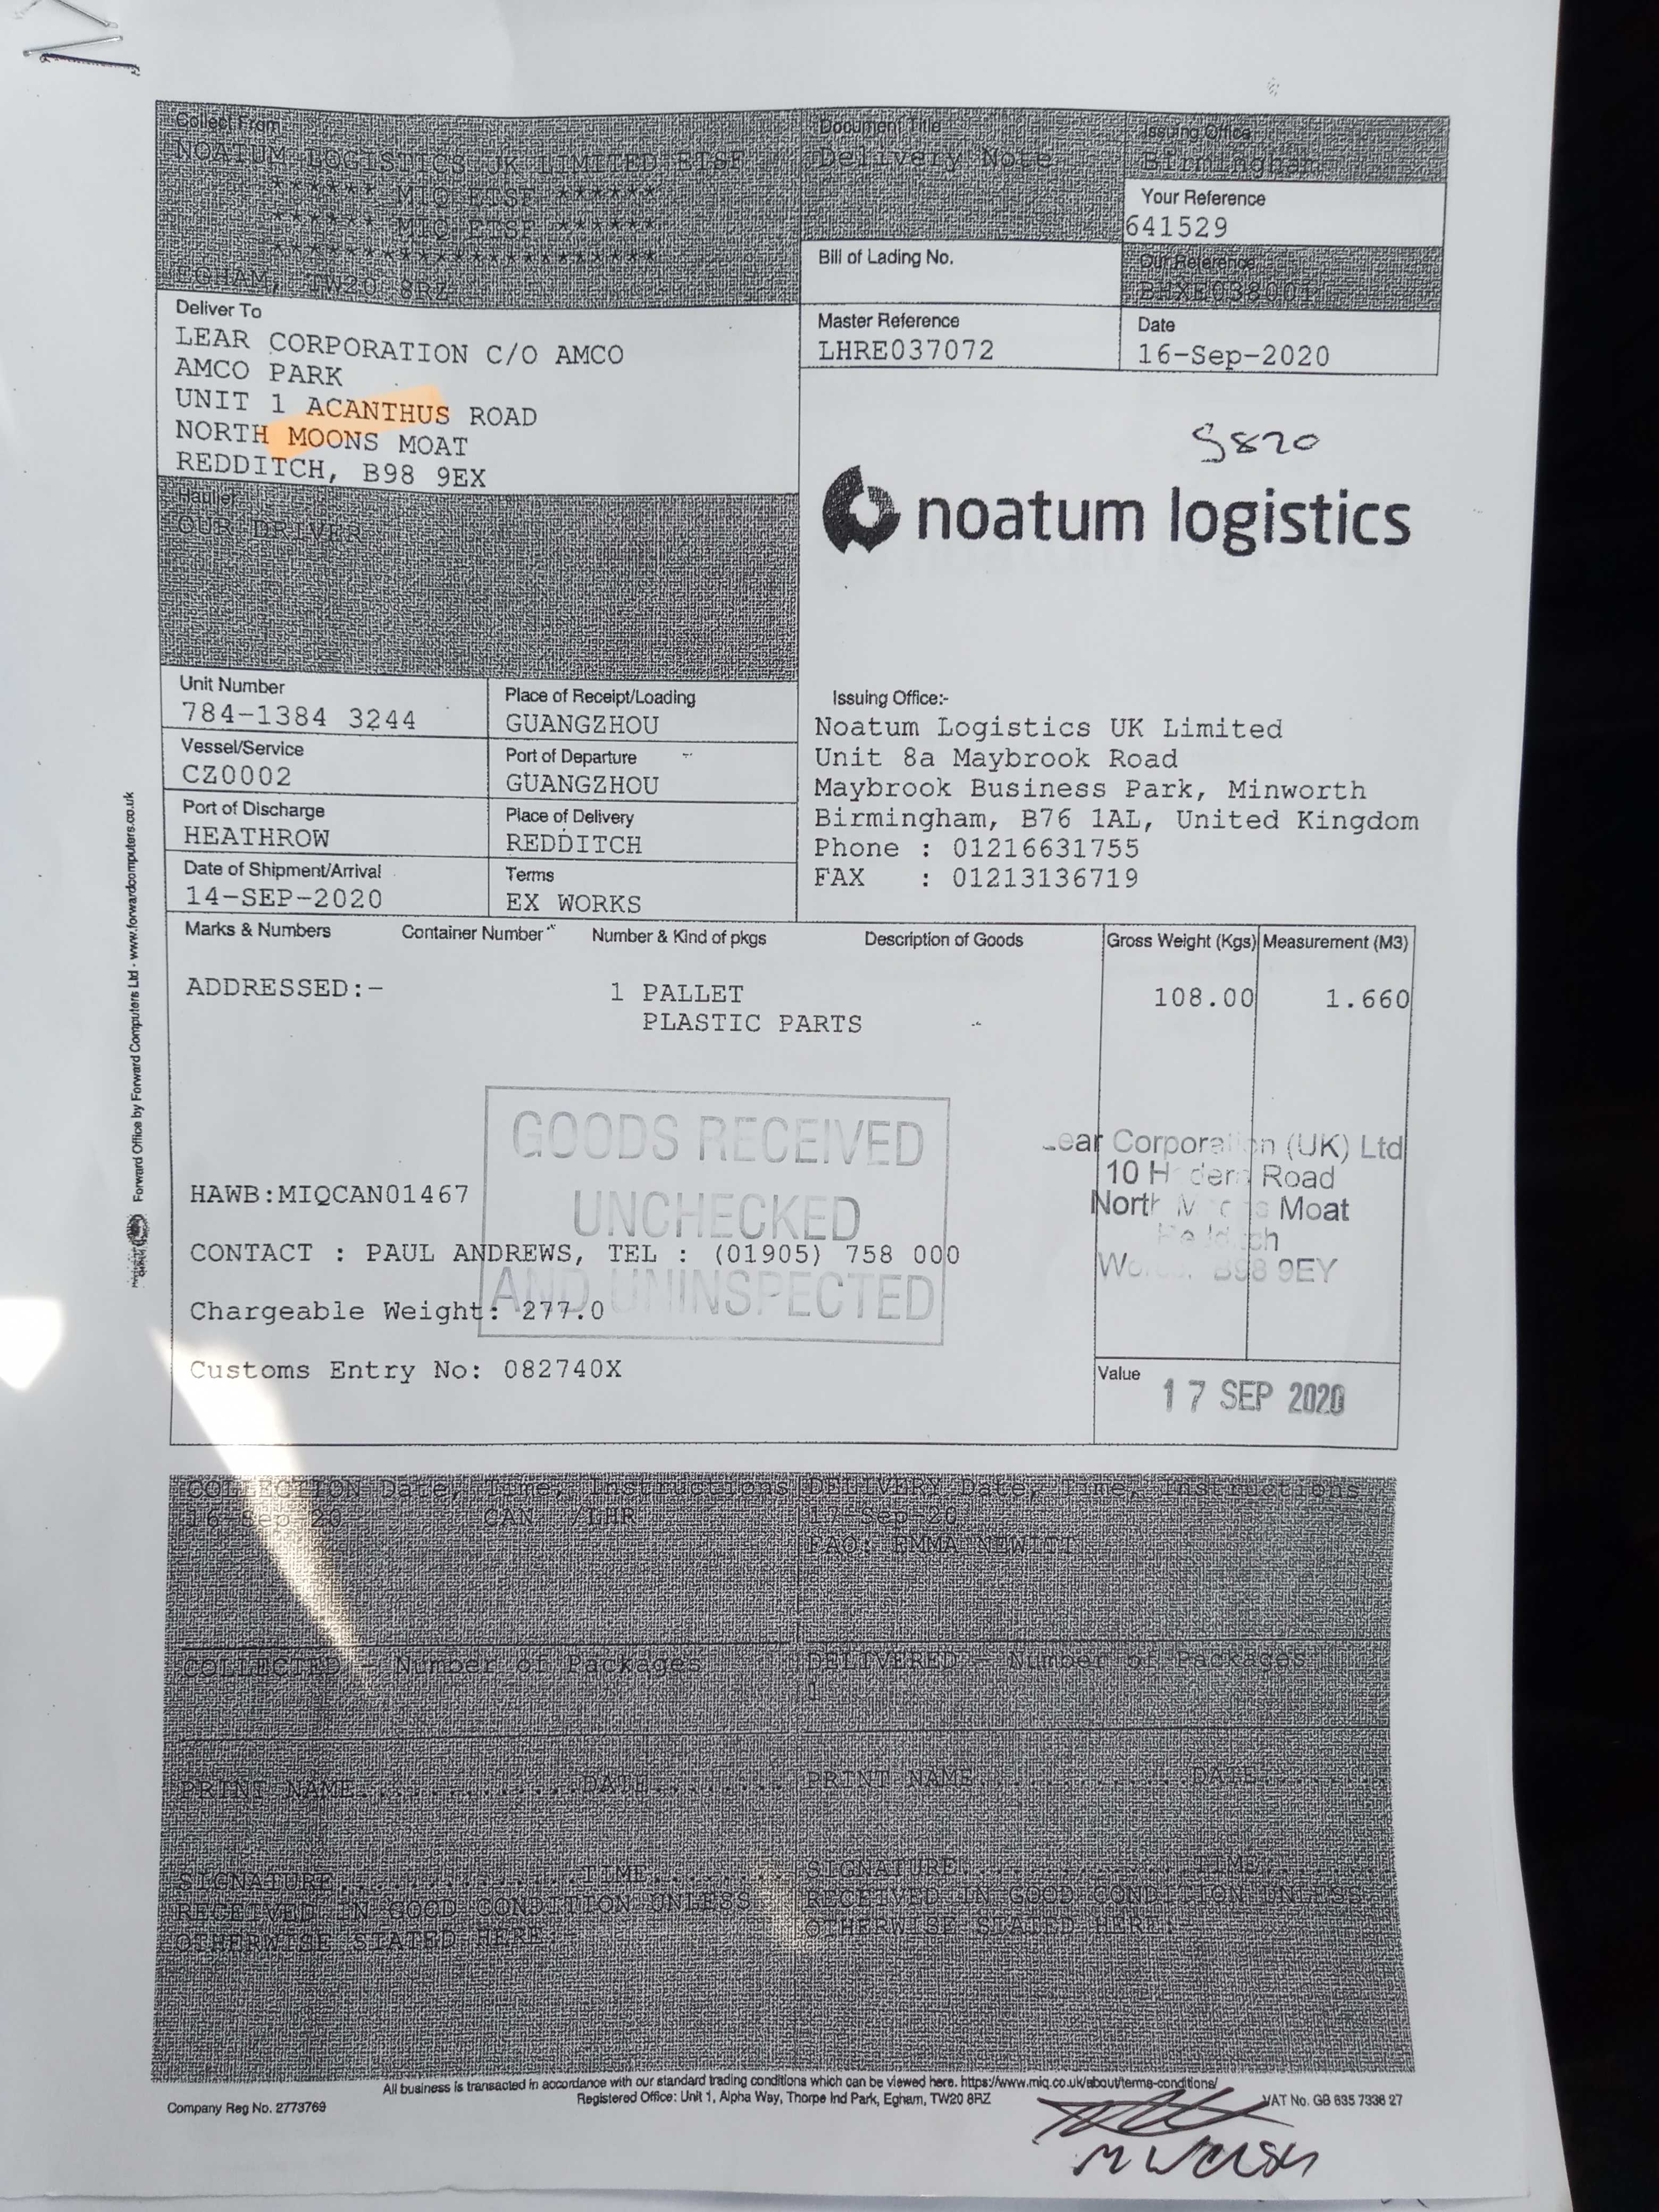 Collect From
NOATUM LOGISTICS UK LIMITED ETSF
****** MIQ ETSF ******
****** MIQ ETSF ******
**********************
EGHAM, TW20 8RZ
Document Title
Delivery Note
Issuing Office
Birmingham
Your Reference
641529
Bill of Lading No.
Our Reference
BHXE038001
Deliver To
LEAR CORPORATION C/O AMCO
AMCO PARK
UNIT 1 ACANTHUS ROAD
NORTH MOONS MOAT
REDDITCH, B98 9EX
Master Reference
LHRE037072
Date
16-Sep-2020
S820
noatum logistics
Haulier
OUR DRIVER
Unit Number
784-1384 3244
Place of Receipt/Loading
GUANGZHOU
Vessel/Service
CZ0002
Port of Departure
GUANGZHOU
Port of Discharge
HEATHROW
Place of Delivery
REDDITCH
Date of Shipment/Arrival
14-SEP-2020
Terms
EX WORKS
Issuing Office:-
Noatum Logistics UK Limited
Unit 8a Maybrook Road
Maybrook Business Park, Minworth
Birmingham, B76 1AL, United Kingdom
Phone : 01216631755
FAX : 01213136719
Marks & Numbers Container Number Number & Kind of pkgs Description of Goods Gross Weight (Kgs) Measurement (M3)
ADDRESSED:- 1 PALLET 108.00 1.660
PLASTIC PARTS
GOODS RECEIVED
UNCHECKED
AND UNINSPECTED
Lear Corporation (UK) Ltd
10 Road
North Moons Moat
Redditch
B98 9EY
HAWB:MIQCAN01467
CONTACT : PAUL ANDREWS, TEL : (01905) 758 000
Chargeable Weight: 277.0
Customs Entry No: 082740X
Value
17 SEP 2020
COLLECTION Date, Time, Instructions
16-Sep-20 CAN /LHR
DELIVERY Date, Time, Instructions
17-Sep-20
FAO: EMMA NEWITT
COLLECTED - Number of Packages
DELIVERED - Number of Packages
1
PRINT NAME.............DATE.........
PRINT NAME.............DATE.........
SIGNATURE..............TIME.........
RECEIVED IN GOOD CONDITION UNLESS
OTHERWISE STATED HERE:-
SIGNATURE..............TIME.........
RECEIVED IN GOOD CONDITION UNLESS
OTHERWISE STATED HERE:-
All business is transacted in accordance with our standard trading conditions which can be viewed here. https://www.miq.co.uk/about/terms-conditions/
Registered Office: Unit 1, Alpha Way, Thorpe Ind Park, Egham, TW20 8RZ
Company Reg No. 2773769
VAT No. GB 635 7336 27
M WELSH
Forward Office by Forward Computers Ltd - www.forwardcomputers.co.uk